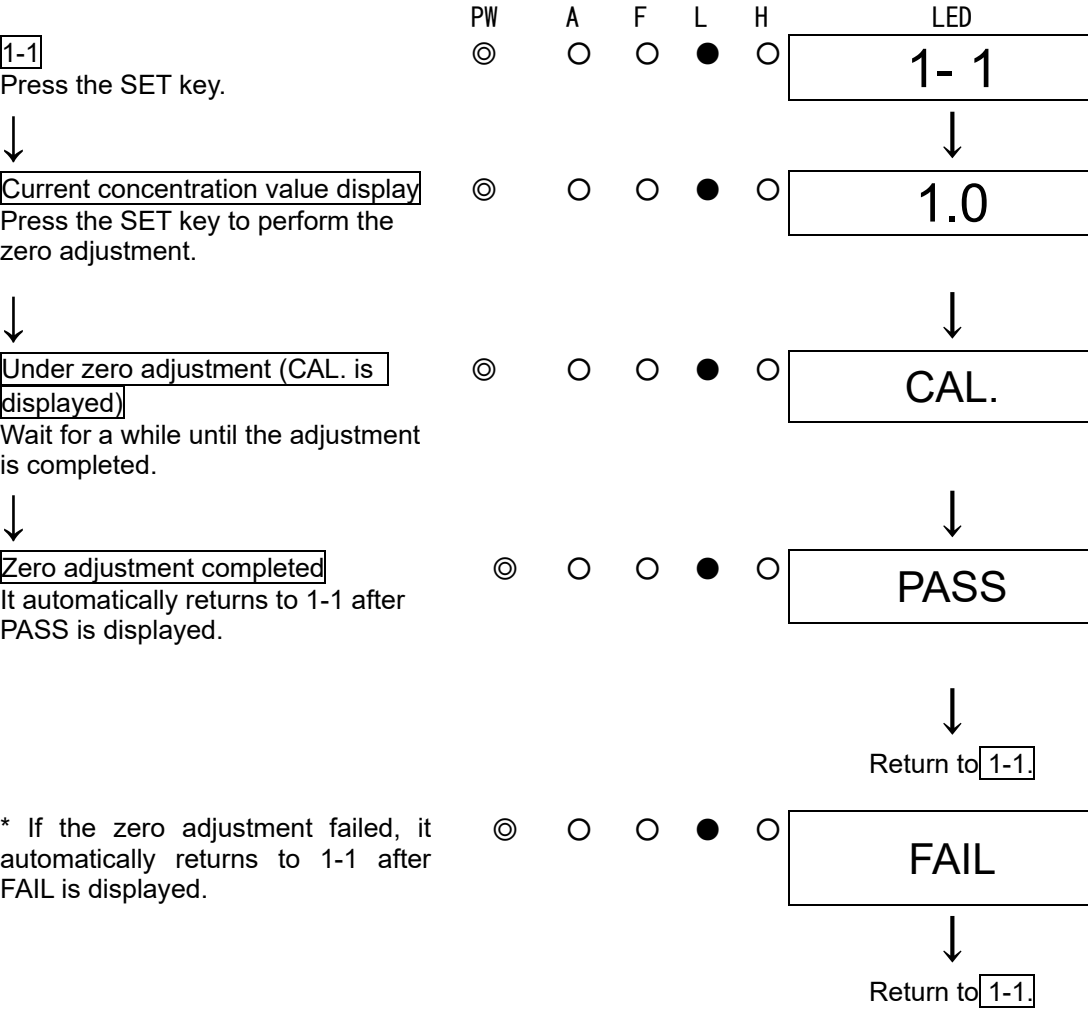 PW A F L H LED
1-1 ◎ ○ ○ ● ○ 1- 1
Press the SET key.
↓ ↓
Current concentration value display ◎ ○ ○ ● ○ 1.0
Press the SET key to perform the
zero adjustment.
↓ ↓
Under zero adjustment (CAL. is ◎ ○ ○ ● ○ CAL.
displayed)
Wait for a while until the adjustment
is completed.
↓ ↓
Zero adjustment completed ◎ ○ ○ ● ○ PASS
It automatically returns to 1-1 after
PASS is displayed.
↓
Return to 1-1.
* If the zero adjustment failed, it ◎ ○ ○ ● ○ FAIL
automatically returns to 1-1 after
FAIL is displayed.
↓
Return to 1-1.